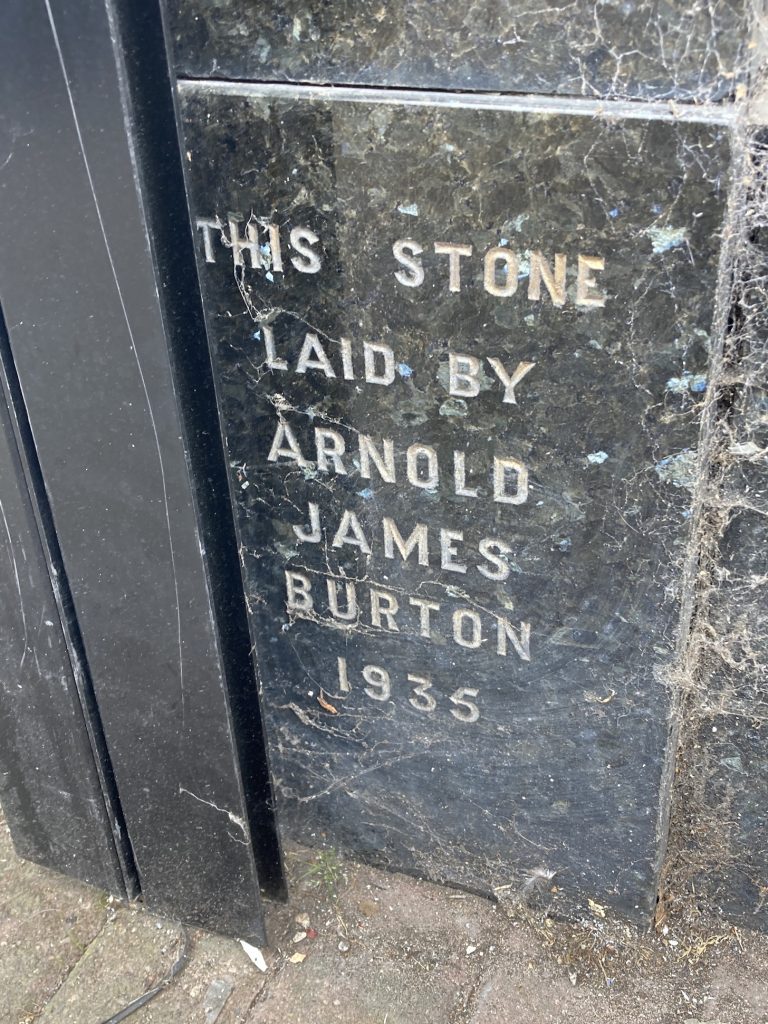 THIS STONE
LAID BY
ARNOLD
JAMES
BURTON
1935